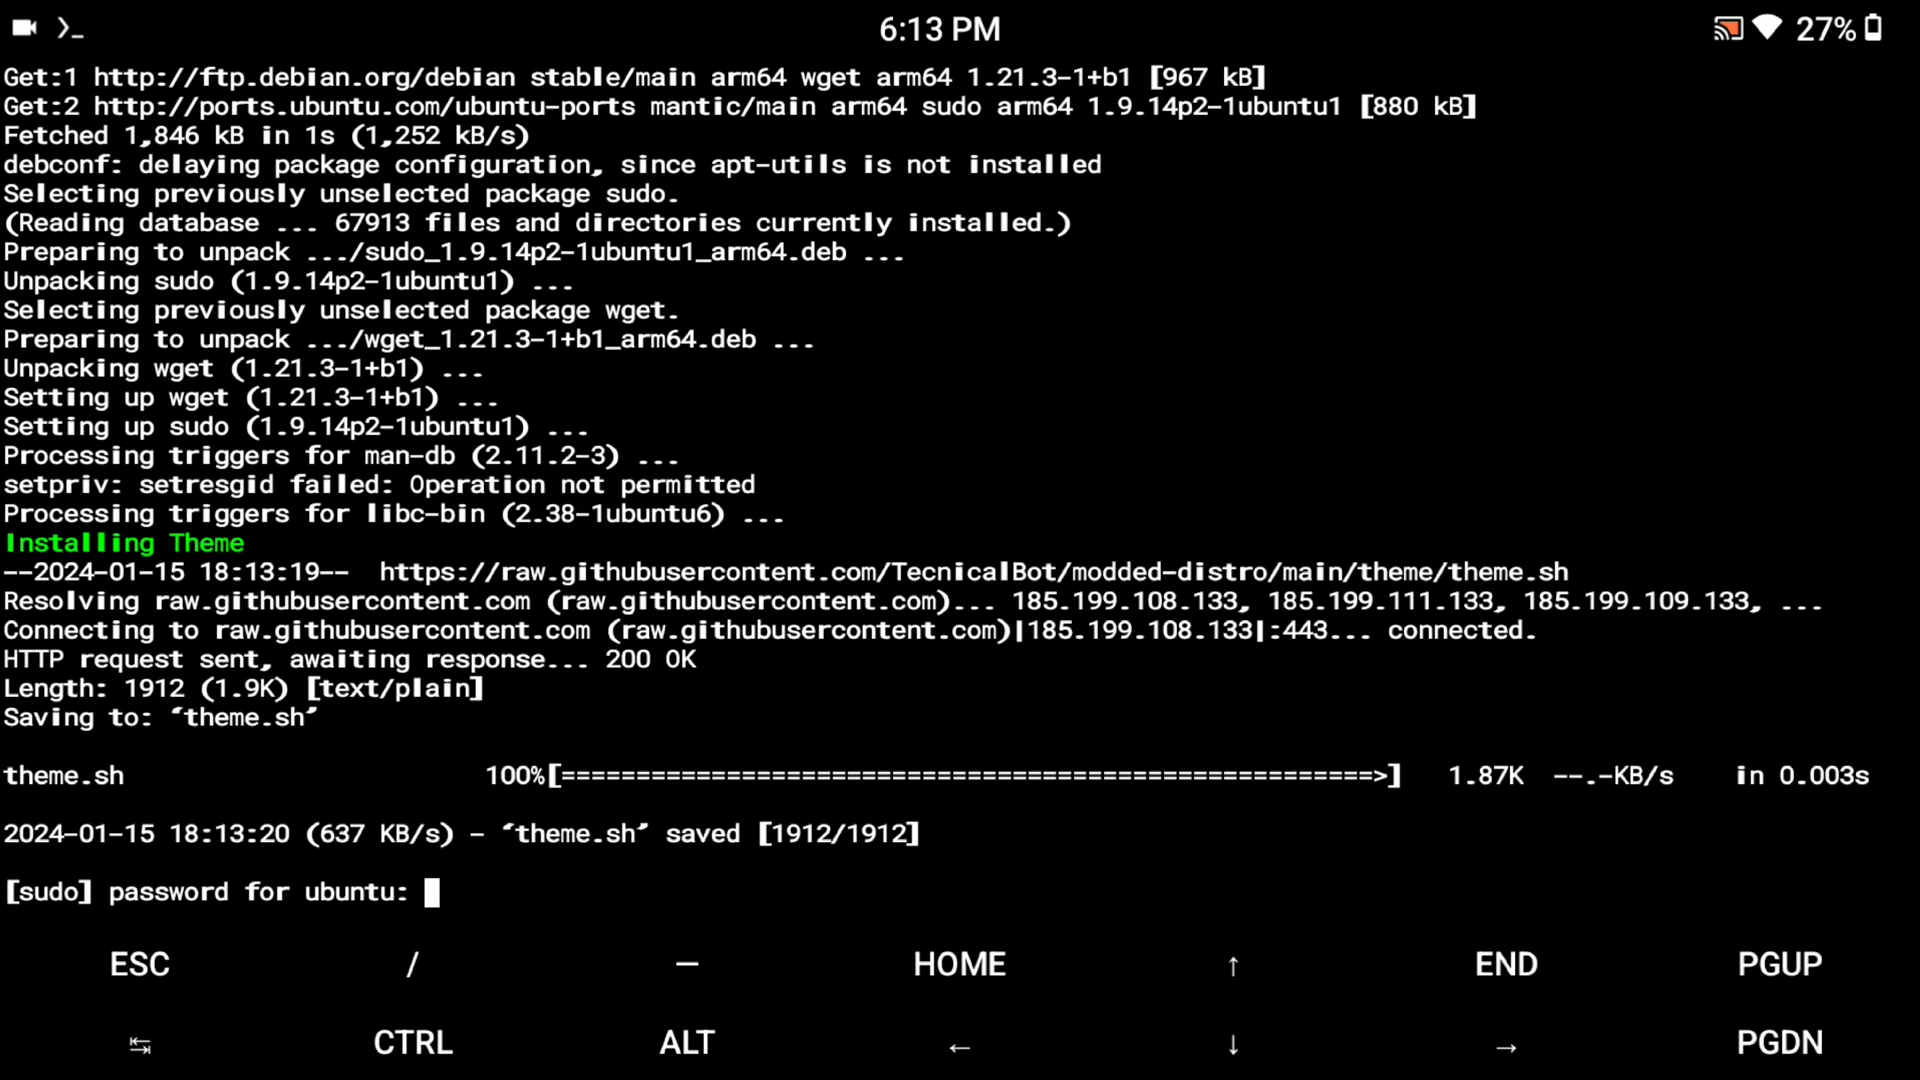 6:13 PM 27%
Get:1 http://ftp.debian.org/debian stable/main arm64 wget arm64 1.21.3-1+b1 [967 kB]
Get:2 http://ports.ubuntu.com/ubuntu-ports mantic/main arm64 sudo arm64 1.9.14p2-1ubuntu1 [880 kB]
Fetched 1,846 kB in 1s (1,252 kB/s)
debconf: delaying package configuration, since apt-utils is not installed
Selecting previously unselected package sudo.
(Reading database ... 67913 files and directories currently installed.)
Preparing to unpack .../sudo_1.9.14p2-1ubuntu1_arm64.deb ...
Unpacking sudo (1.9.14p2-1ubuntu1) ...
Selecting previously unselected package wget.
Preparing to unpack .../wget_1.21.3-1+b1_arm64.deb ...
Unpacking wget (1.21.3-1+b1) ...
Setting up wget (1.21.3-1+b1) ...
Setting up sudo (1.9.14p2-1ubuntu1) ...
Processing triggers for man-db (2.11.2-3) ...
setpriv: setresgid failed: Operation not permitted
Processing triggers for libc-bin (2.38-1ubuntu6) ...
Installing Theme
--2024-01-15 18:13:19--  https://raw.githubusercontent.com/TecnicalBot/modded-distro/main/theme/theme.sh
Resolving raw.githubusercontent.com (raw.githubusercontent.com)... 185.199.108.133, 185.199.111.133, 185.199.109.133, ...
Connecting to raw.githubusercontent.com (raw.githubusercontent.com)|185.199.108.133|:443... connected.
HTTP request sent, awaiting response... 200 OK
Length: 1912 (1.9K) [text/plain]
Saving to: ‘theme.sh’
theme.sh 100%[======================================================>] 1.87K --.-KB/s in 0.003s
2024-01-15 18:13:20 (637 KB/s) - ‘theme.sh’ saved [1912/1912]
[sudo] password for ubuntu:
ESC / — HOME ↑ END PGUP
↹ CTRL ALT ← ↓ → PGDN